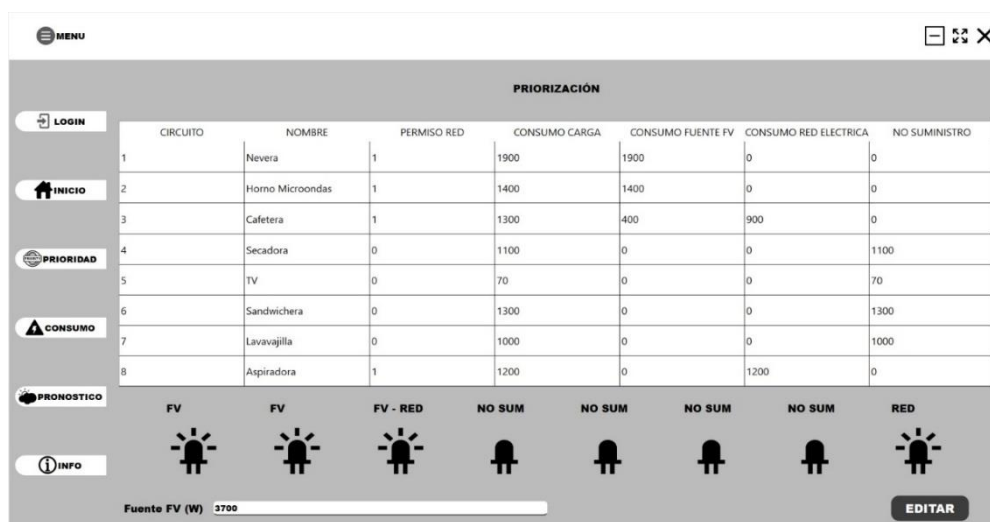 MENU
PRIORIZACIÓN
LOGIN
INICIO
PRIORIDAD
CONSUMO
PRONOSTICO
INFO
CIRCUITO NOMBRE PERMISO RED CONSUMO CARGA CONSUMO FUENTE FV CONSUMO RED ELECTRICA NO SUMINISTRO
1 Nevera 1 1900 1900 0 0
2 Horno Microondas 1 1400 1400 0 0
3 Cafetera 1 1300 400 900 0
4 Secadora 0 1100 0 0 1100
5 TV 0 70 0 0 70
6 Sandwichera 0 1300 0 0 1300
7 Lavavajilla 0 1000 0 0 1000
8 Aspiradora 1 1200 0 1200 0
FV FV FV - RED NO SUM NO SUM NO SUM NO SUM RED
Fuente FV (W) 3700
EDITAR